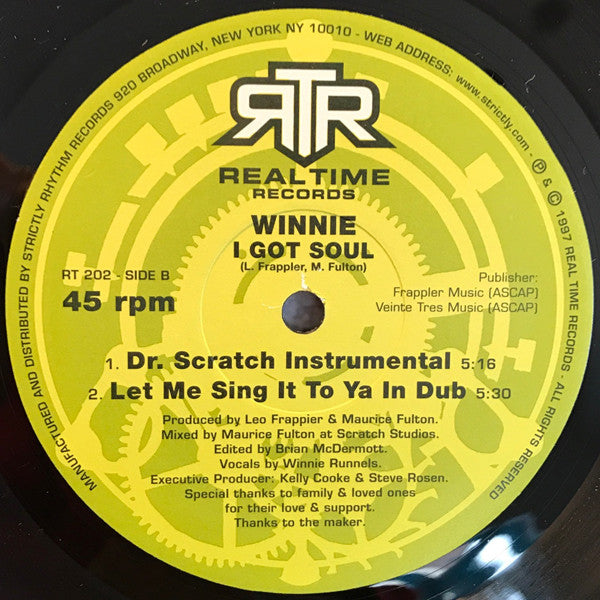 MANUFACTURED AND DISTRIBUTED BY STRICTLY RHYTHM RECORDS 920 BROADWAY, NEW YORK NY 10010 - WEB ADDRESS: www.strictly.com - ℗ & © 1997 REAL TIME RECORDS - ALL RIGHTS RESERVED
RTR
REALTIME
RECORDS
WINNIE
I GOT SOUL
(L. Frappler, M. Fulton)
RT 202 - SIDE B
45 rpm
Publisher:
Frappler Music (ASCAP)
Veinte Tres Music (ASCAP)
1. Dr. Scratch Instrumental 5:16
2. Let Me Sing It To Ya In Dub 5:30
Produced by Leo Frappier & Maurice Fulton.
Mixed by Maurice Fulton at Scratch Studios.
Edited by Brian McDermott.
Vocals by Winnie Runnels.
Executive Producer: Kelly Cooke & Steve Rosen.
Special thanks to family & loved ones
for their love & support.
Thanks to the maker.